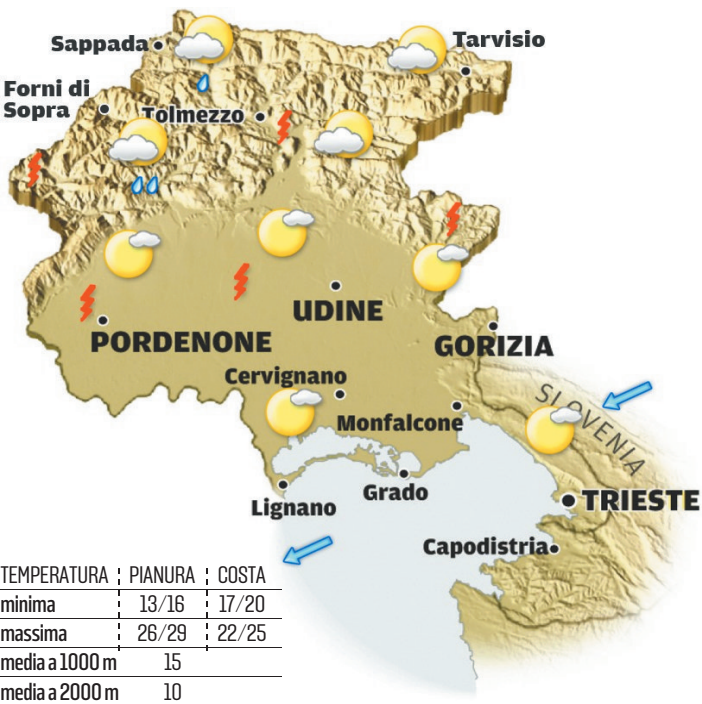 Sappada
Tarvisio
Forni di
Sopra
Tolmezzo
UDINE
PORDENONE
GORIZIA
Cervignano
SLOVENIA
Monfalcone
Grado
Lignano
TRIESTE
Capodistria
TEMPERATURA PIANURA COSTA
minima 13/16 17/20
massima 26/29 22/25
media a 1000 m 15
media a 2000 m 10